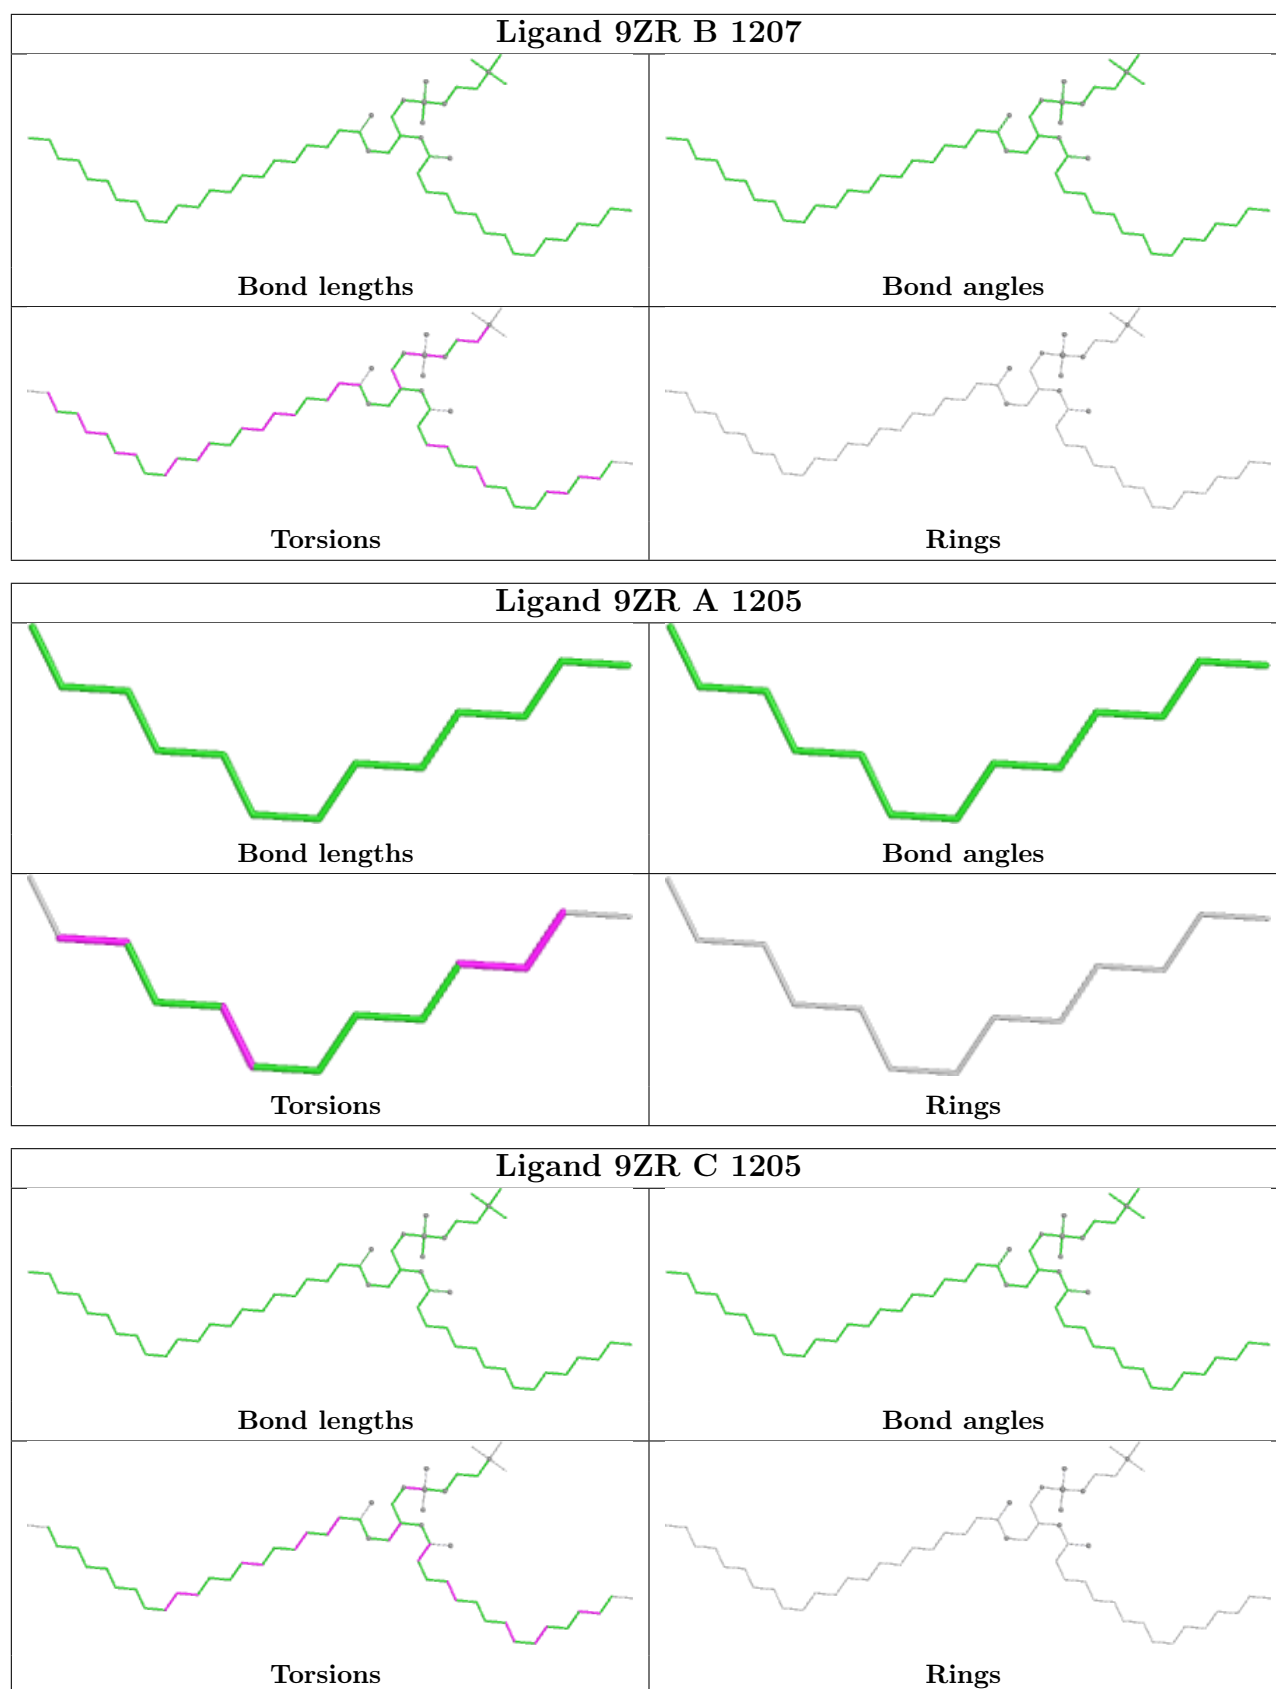 Ligand 9ZR B 1207
Bond lengths
Bond angles
Torsions
Rings
Ligand 9ZR A 1205
Bond lengths
Bond angles
Torsions
Rings
Ligand 9ZR C 1205
Bond lengths
Bond angles
Torsions
Rings